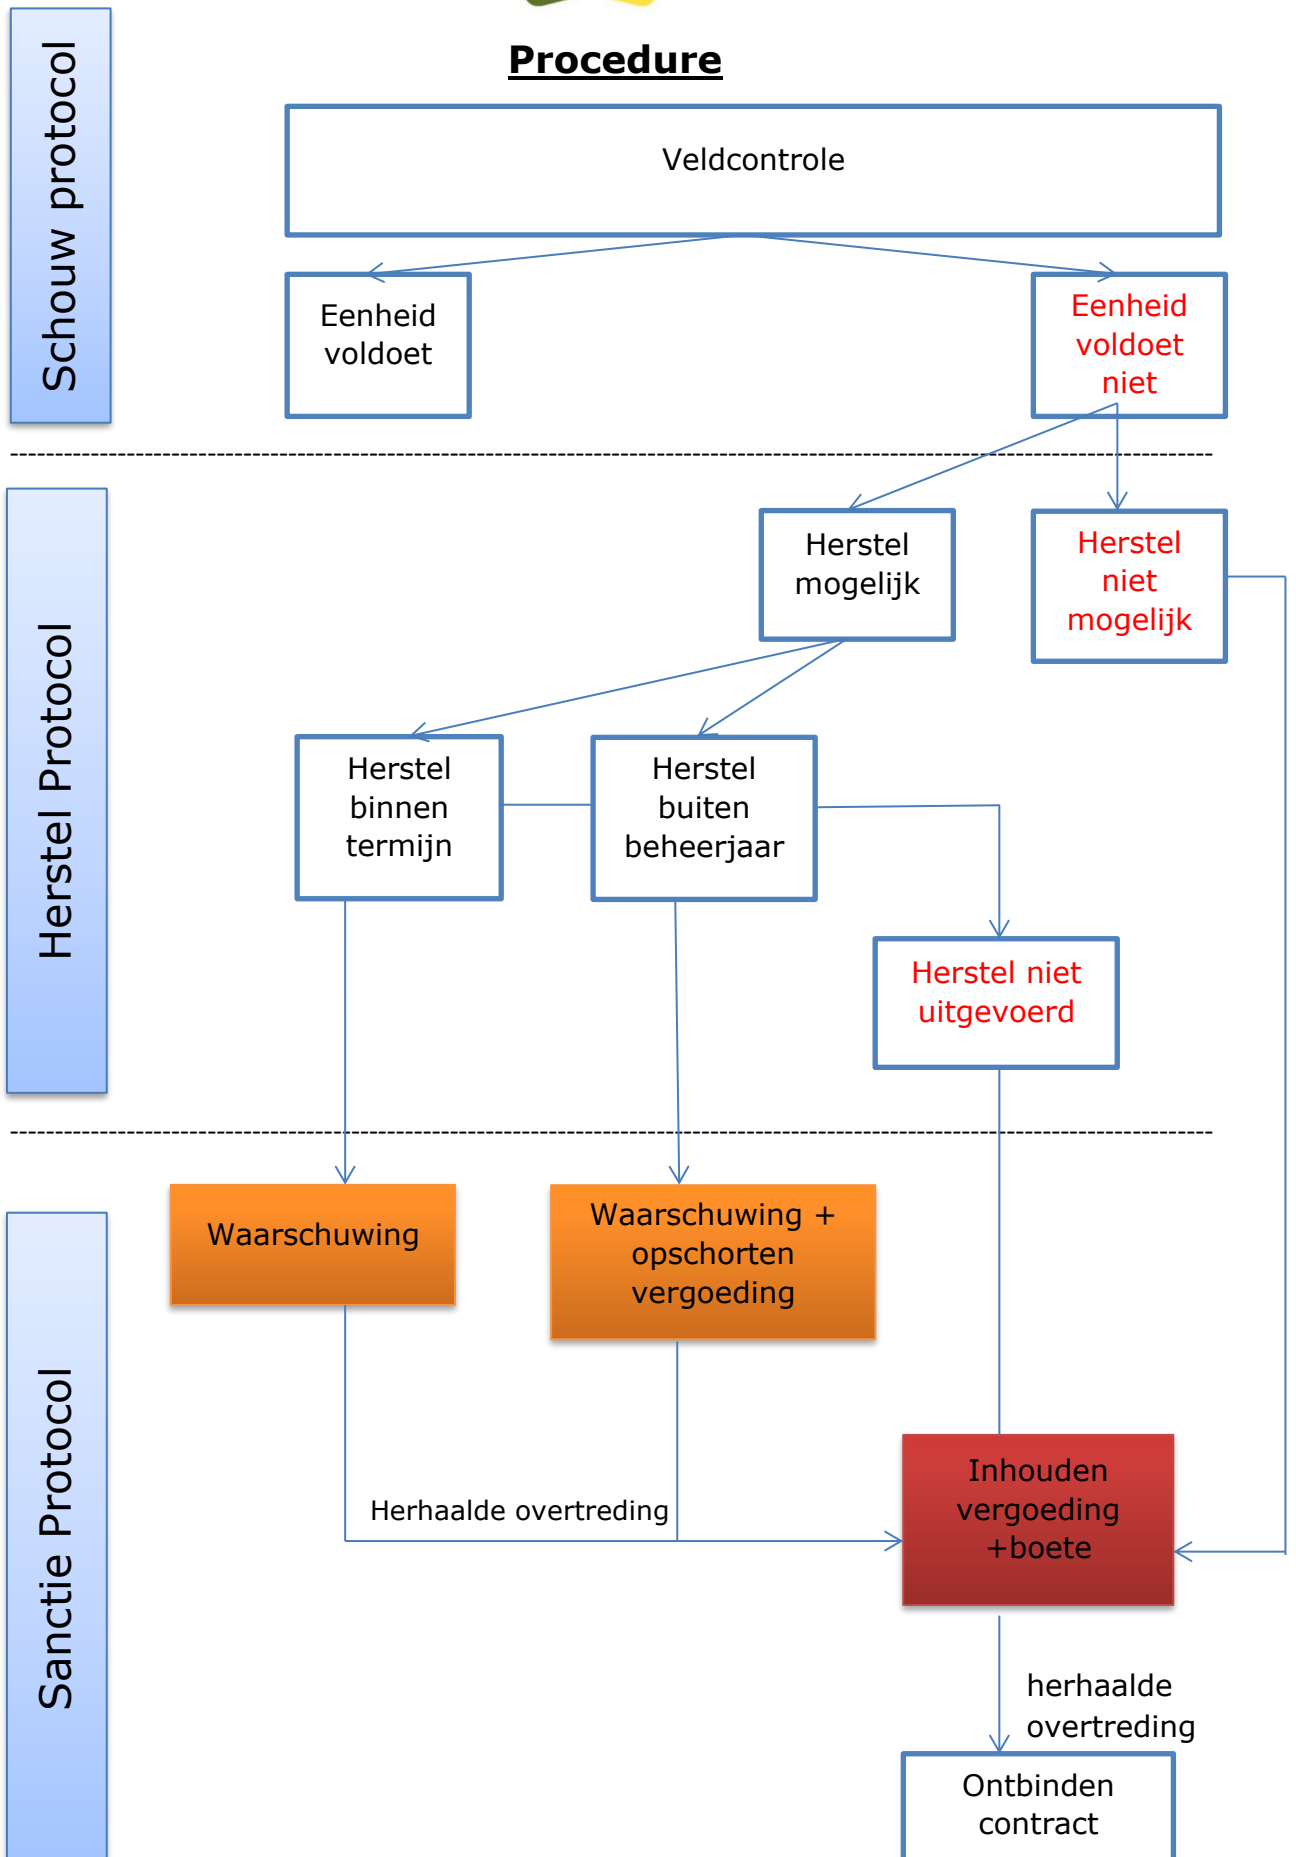 Procedure
Schouw protocol
Veldcontrole
Eenheid
voldoet
Eenheid
voldoet
niet
Herstel Protocol
Herstel
mogelijk
Herstel
niet
mogelijk
Herstel
binnen
termijn
Herstel
buiten
beheerjaar
Herstel niet
uitgevoerd
Sanctie Protocol
Waarschuwing
Waarschuwing +
opschorten
vergoeding
Herhaalde overtreding
Inhouden
vergoeding
+boete
herhaalde
overtreding
Ontbinden
contract